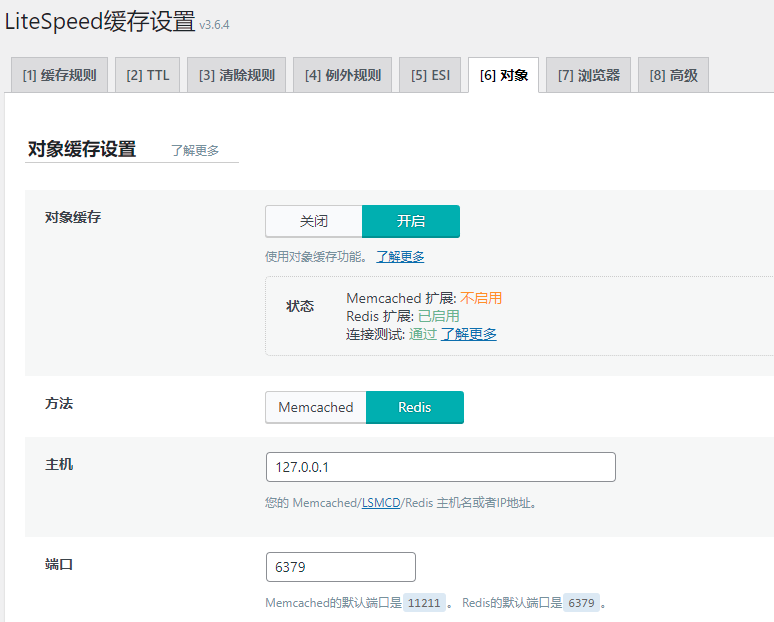 LiteSpeed缓存设置 v3.6.4
[1] 缓存规则 [2] TTL [3] 清除规则 [4] 例外规则 [5] ESI [6] 对象 [7] 浏览器 [8] 高级
对象缓存设置 了解更多
对象缓存 关闭 开启
使用对象缓存功能。 了解更多
Memcached 扩展: 不启用
状态 Redis 扩展: 已启用
连接测试: 通过 了解更多
方法 Memcached Redis
主机 127.0.0.1
您的 Memcached/LSMCD/Redis 主机名或者IP地址。
端口 6379
Memcached的默认端口是 11211 。 Redis的默认端口是 6379 。